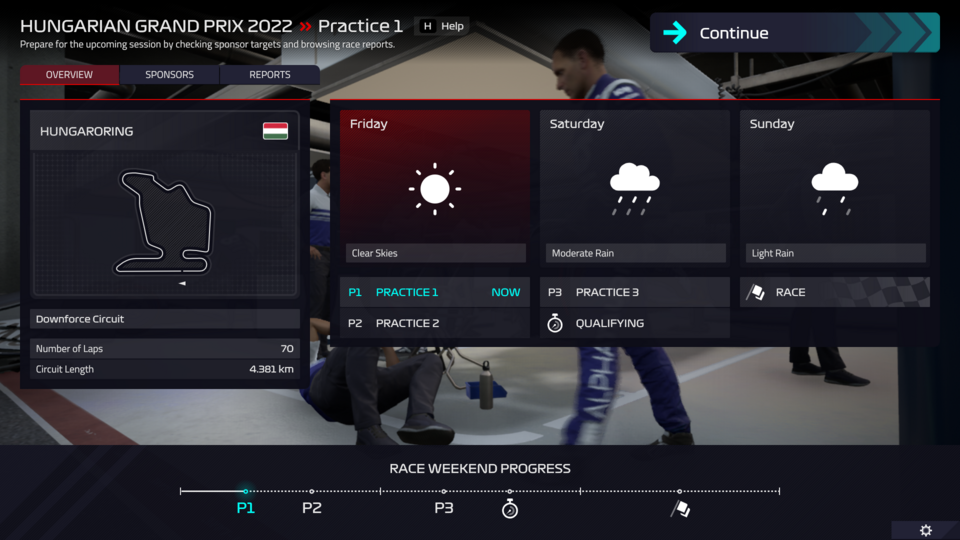 HUNGARIAN GRAND PRIX 2022 » Practice 1 H Help
Prepare for the upcoming session by checking sponsor targets and browsing race reports.
Continue
OVERVIEW SPONSORS REPORTS
HUNGARORING
Downforce Circuit
Number of Laps 70
Circuit Length 4.381 km
Friday
Clear Skies
P1 PRACTICE 1 NOW
P2 PRACTICE 2
Saturday
Moderate Rain
P3 PRACTICE 3
QUALIFYING
Sunday
Light Rain
RACE
ALPHA
RACE WEEKEND PROGRESS
P1 P2 P3